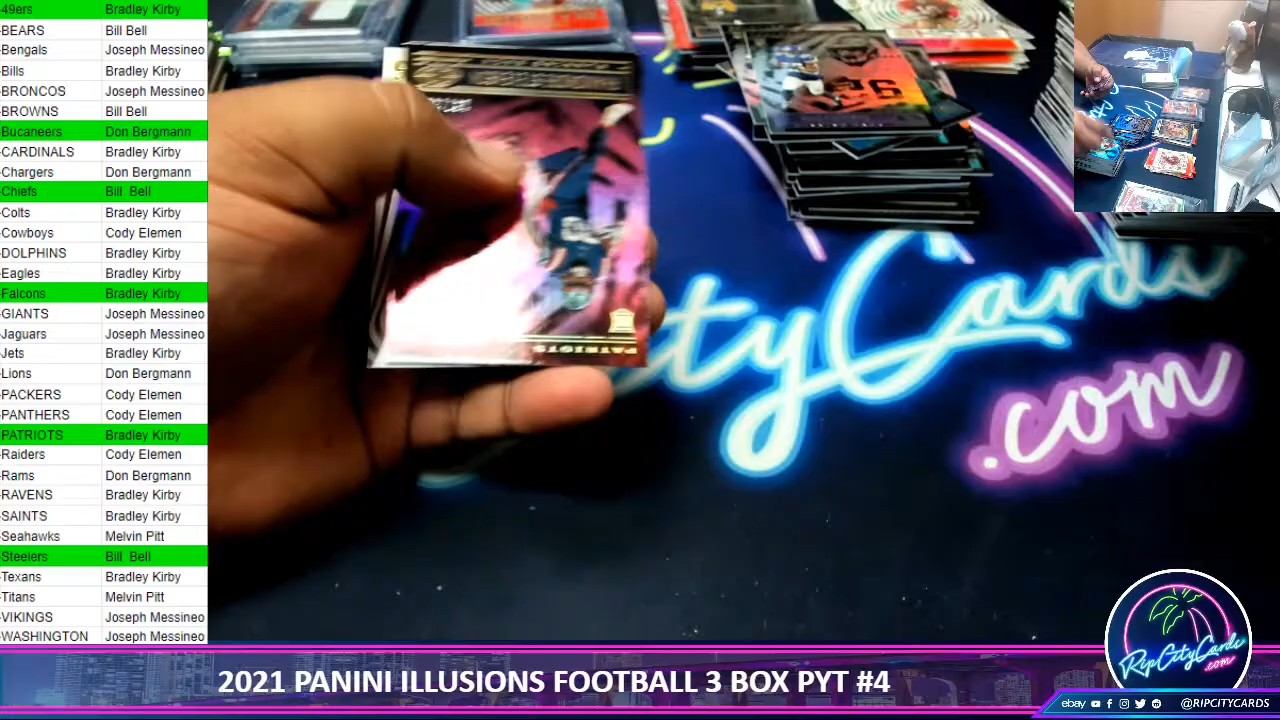 -49ers Bradley Kirby
-BEARS Bill Bell
-Bengals Joseph Messineo
-Bills Bradley Kirby
-BRONCOS Joseph Messineo
-BROWNS Bill Bell
-Bucaneers Don Bergmann
-CARDINALS Bradley Kirby
-Chargers Don Bergmann
-Chiefs Bill Bell
-Colts Bradley Kirby
-Cowboys Cody Elemen
-DOLPHINS Bradley Kirby
-Eagles Bradley Kirby
-Falcons Bradley Kirby
-GIANTS Joseph Messineo
-Jaguars Joseph Messineo
-Jets Bradley Kirby
-Lions Don Bergmann
-PACKERS Cody Elemen
-PANTHERS Cody Elemen
-PATRIOTS Bradley Kirby
-Raiders Cody Elemen
-Rams Don Bergmann
-RAVENS Bradley Kirby
-SAINTS Bradley Kirby
-Seahawks Melvin Pitt
-Steelers Bill Bell
-Texans Bradley Kirby
-Titans Melvin Pitt
-VIKINGS Joseph Messineo
-WASHINGTON Joseph Messineo
PATRIOTS
tyCards
.com
RipCityCards
.com
2021 PANINI ILLUSIONS FOOTBALL 3 BOX PYT #4
ebay @RIPCITYCARDS